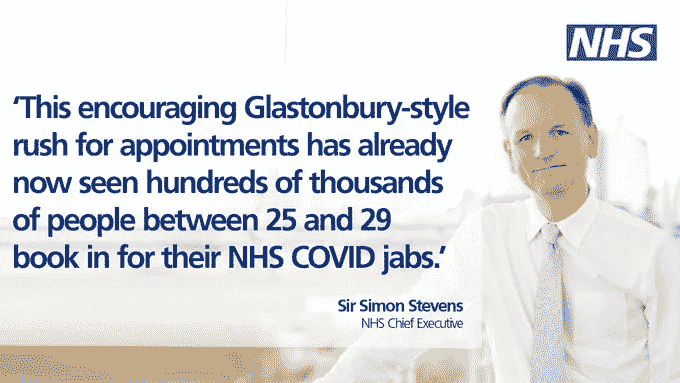 NHS
‘This encouraging Glastonbury-style
rush for appointments has already
now seen hundreds of thousands
of people between 25 and 29
book in for their NHS COVID jabs.’
Sir Simon Stevens
NHS Chief Executive